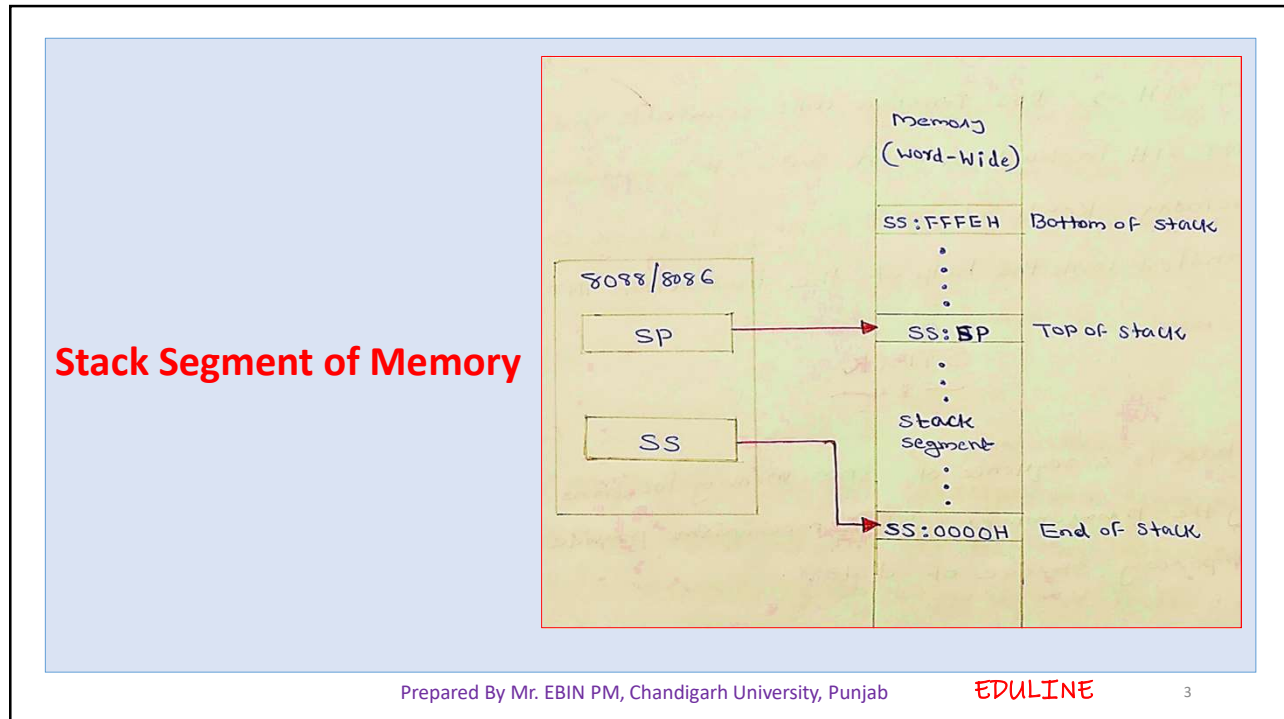 Stack Segment of Memory
Memory
(word-wide)
SS:FFFEH Bottom of stack
8088/8086
SP
SS:SP Top of stack
Stack
segment
SS
SS:0000H End of Stack
Prepared By Mr. EBIN PM, Chandigarh University, Punjab EDULINE 3